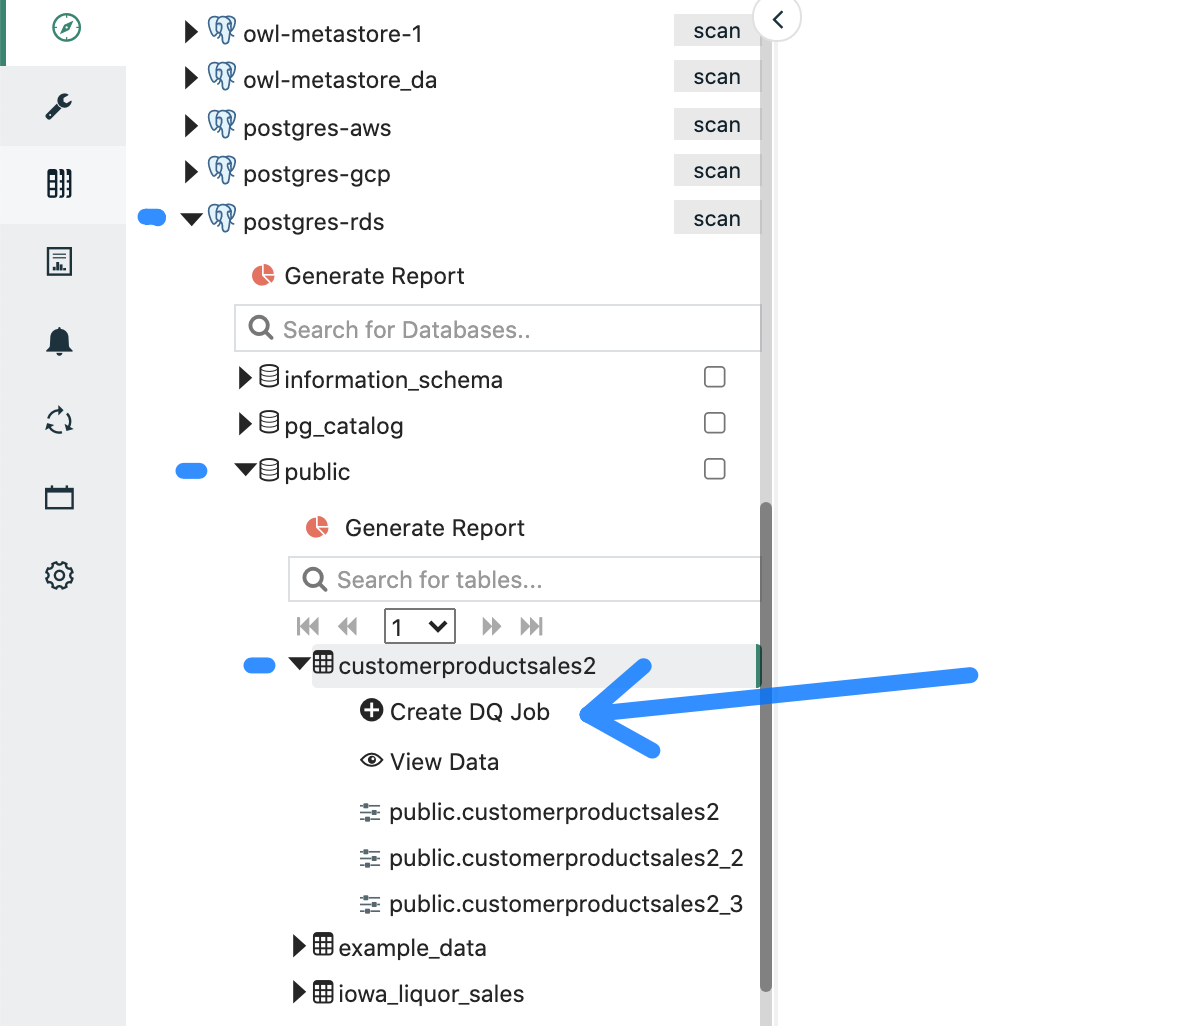 owl-metastore-1 scan
owl-metastore_da scan
postgres-aws scan
postgres-gcp scan
postgres-rds scan
Generate Report
Search for Databases..
information_schema
pg_catalog
public
Generate Report
Search for tables...
1
customerproductsales2
Create DQ Job
View Data
public.customerproductsales2
public.customerproductsales2_2
public.customerproductsales2_3
example_data
iowa_liquor_sales